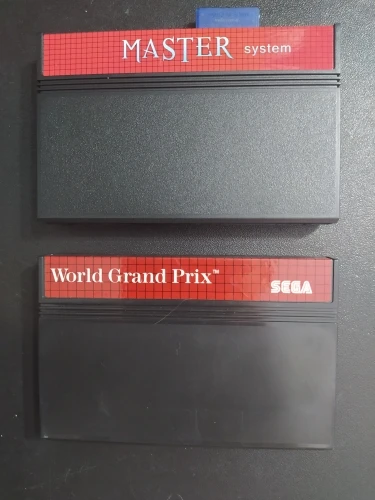 MASTER system
World Grand Prix™
SEGA